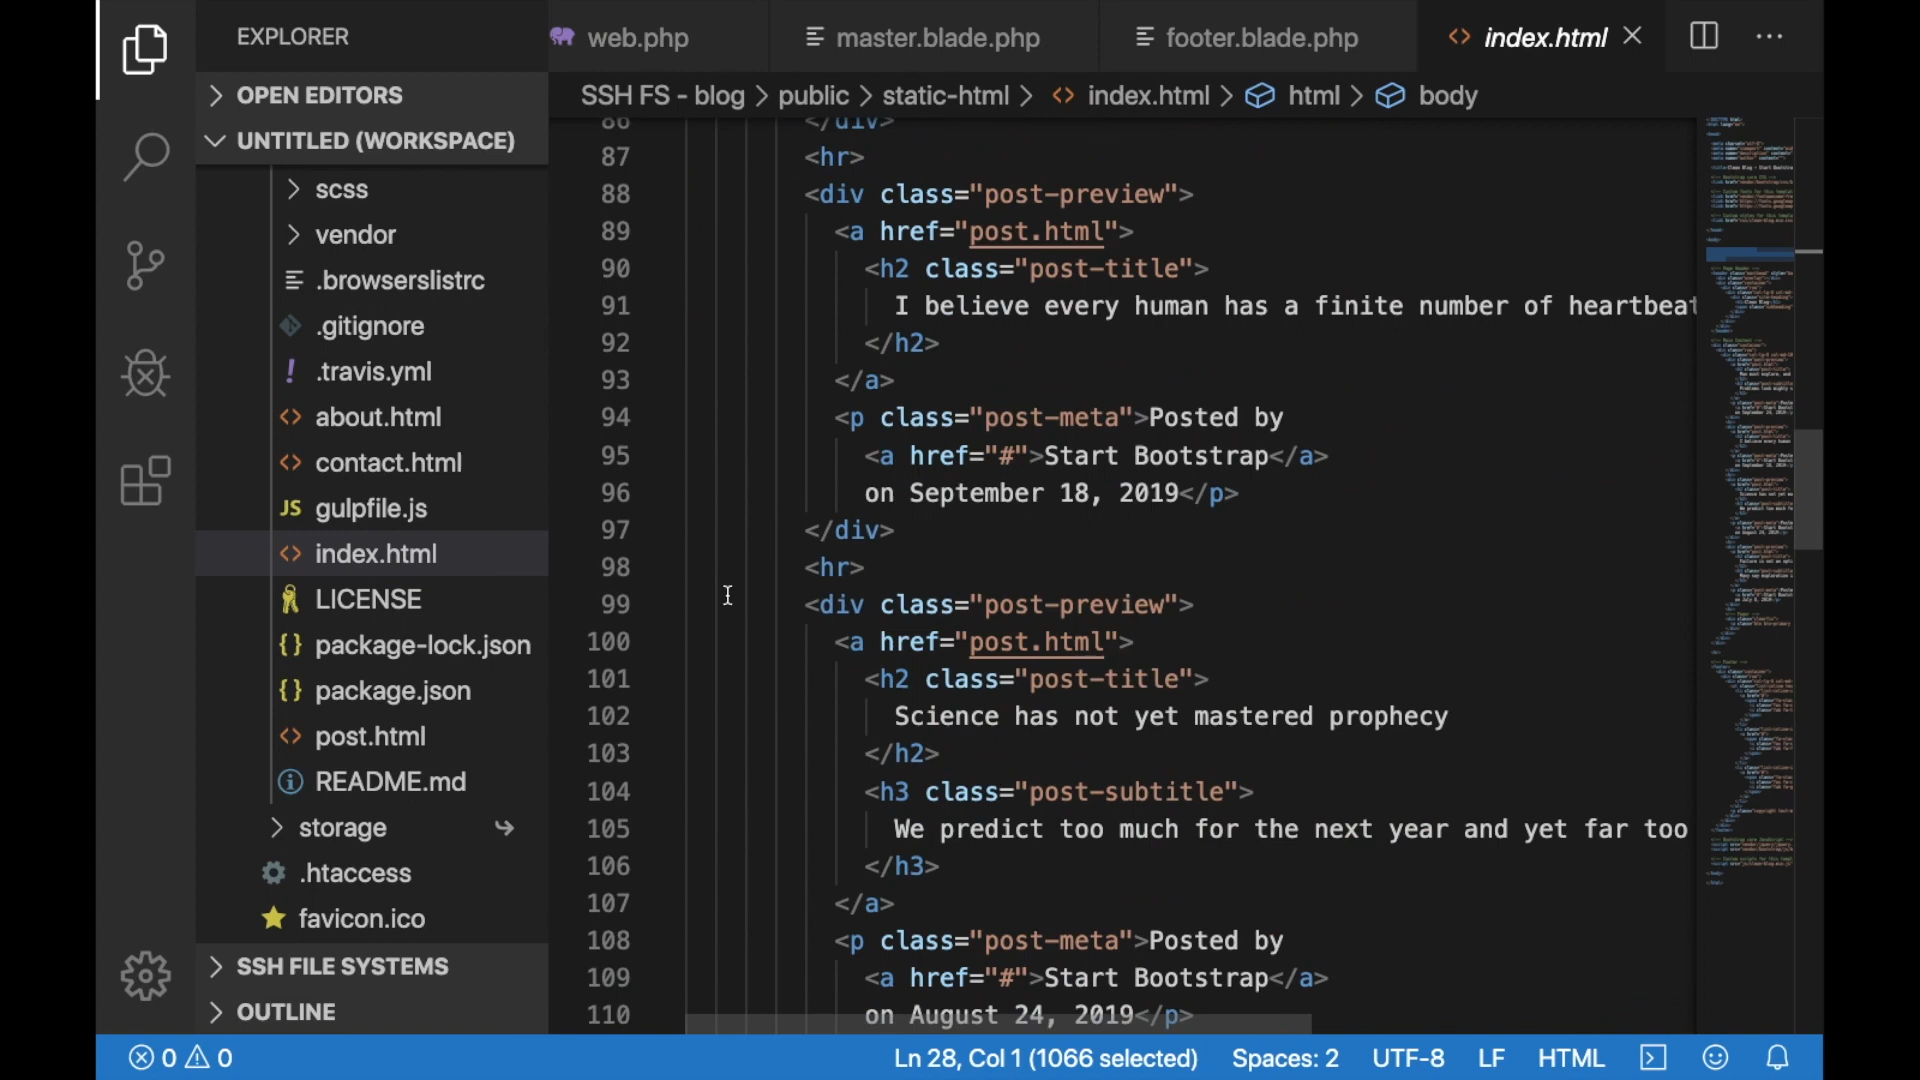 EXPLORER
web.php
master.blade.php
footer.blade.php
index.html
OPEN EDITORS
UNTITLED (WORKSPACE)
SSH FS - blog > public > static-html > index.html > html > body
scss
vendor
.browserslistrc
.gitignore
.travis.yml
about.html
contact.html
JS gulpfile.js
index.html
LICENSE
{} package-lock.json
{} package.json
post.html
README.md
storage
.htaccess
favicon.ico
SSH FILE SYSTEMS
OUTLINE
86 </div>
87 <hr>
88 <div class="post-preview">
89 <a href="post.html">
90 <h2 class="post-title">
91 I believe every human has a finite number of heartbeat
92 </h2>
93 </a>
94 <p class="post-meta">Posted by
95 <a href="#">Start Bootstrap</a>
96 on September 18, 2019</p>
97 </div>
98 <hr>
99 <div class="post-preview">
100 <a href="post.html">
101 <h2 class="post-title">
102 Science has not yet mastered prophecy
103 </h2>
104 <h3 class="post-subtitle">
105 We predict too much for the next year and yet far too
106 </h3>
107 </a>
108 <p class="post-meta">Posted by
109 <a href="#">Start Bootstrap</a>
110 on August 24, 2019</p>
0 0
Ln 28, Col 1 (1066 selected)
Spaces: 2
UTF-8
LF
HTML